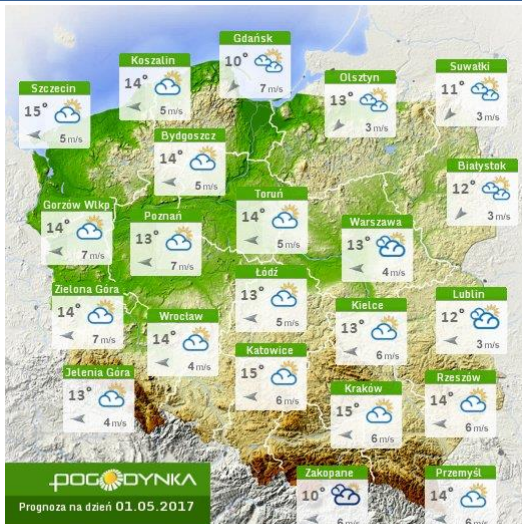 Gdańsk
10°
7 m/s
Koszalin
14°
5 m/s
Suwałki
11°
3 m/s
Olsztyn
13°
3 m/s
Szczecin
15°
5 m/s
Bydgoszcz
14°
5 m/s
Białystok
12°
3 m/s
Toruń
14°
5 m/s
Gorzów Wlkp
14°
7 m/s
Poznań
13°
7 m/s
Warszawa
13°
4 m/s
Łódź
13°
5 m/s
Zielona Góra
14°
7 m/s
Lublin
12°
3 m/s
Kielce
13°
6 m/s
Wrocław
14°
4 m/s
Katowice
15°
6 m/s
Jelenia Góra
13°
4 m/s
Rzeszów
14°
6 m/s
Kraków
15°
6 m/s
Zakopane
10°
6 m/s
Przemyśl
14°
6 m/s
POGODYNKA
Prognoza na dzień 01.05.2017